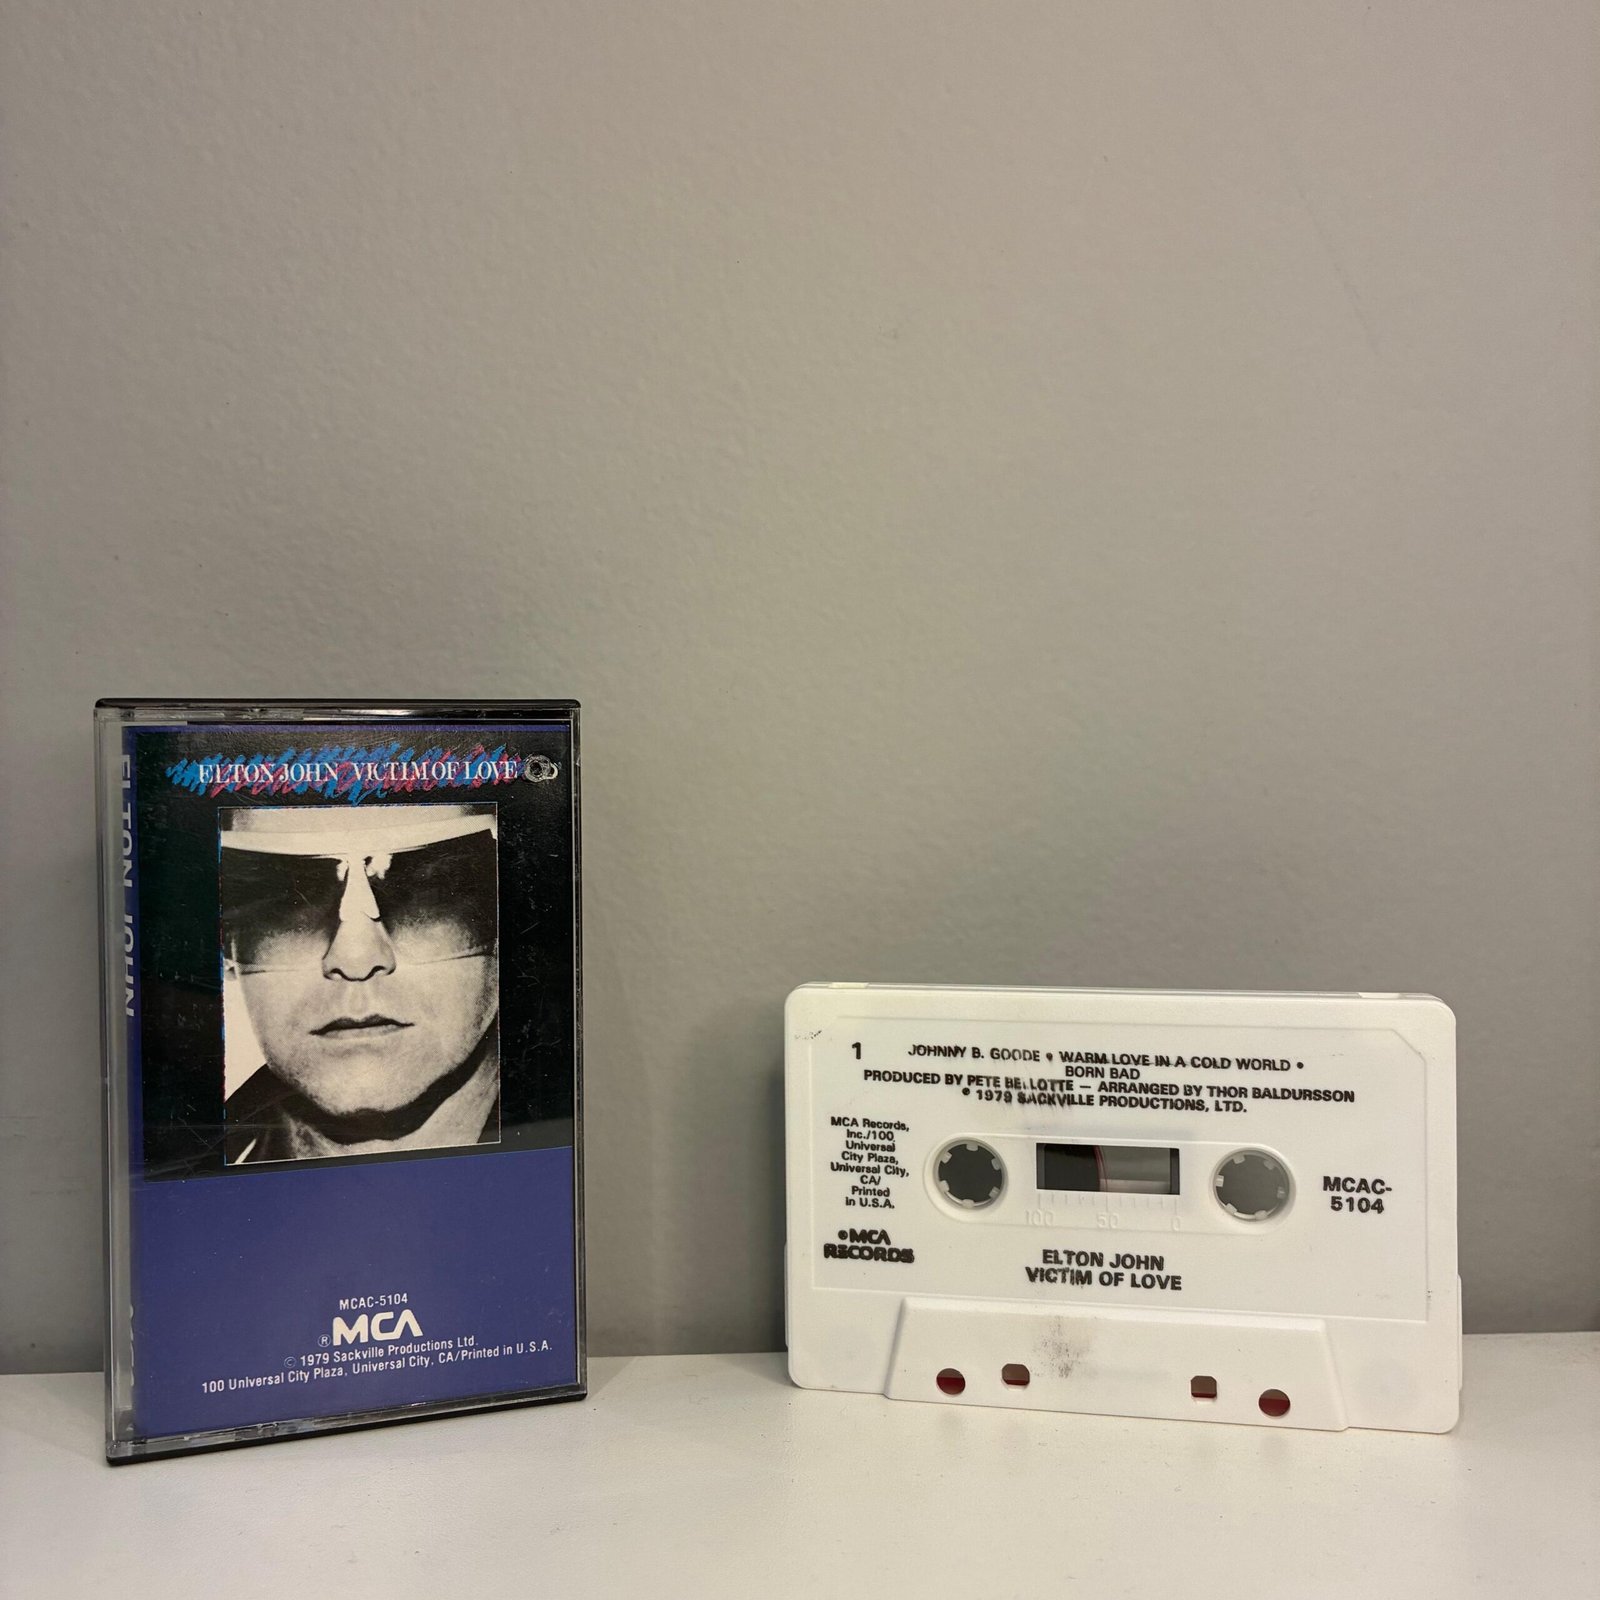 ELTON JOHN VICTIM OF LOVE
ELTON JOHN
MCAC-5104
® MCA
© 1979 Sackville Productions Ltd.
100 Universal City Plaza, Universal City, CA/Printed in U.S.A.
1
JOHNNY B. GOODE • WARM LOVE IN A COLD WORLD •
BORN BAD
PRODUCED BY PETE BELLOTTE — ARRANGED BY THOR BALDURSSON
℗ 1979 SACKVILLE PRODUCTIONS, LTD.
MCA Records,
Inc./100
Universal
City Plaza,
Universal City,
CA/
Printed
in U.S.A.
MCA
RECORDS
100 50 0
MCAC-
5104
ELTON JOHN
VICTIM OF LOVE